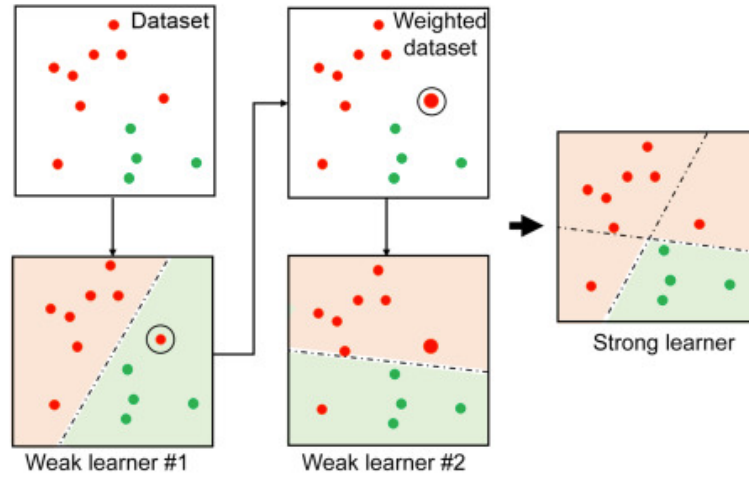 Dataset
Weighted
dataset
Weak learner #1
Weak learner #2
Strong learner